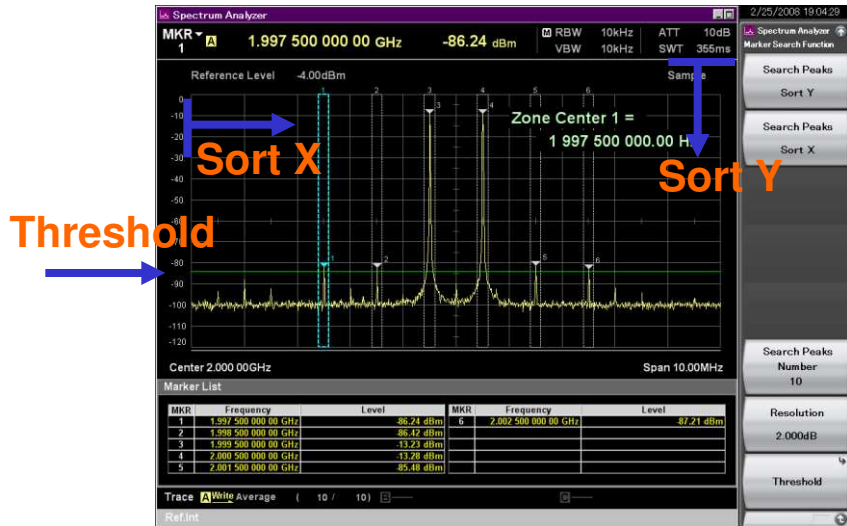 2/25/2008 19:04:29
Spectrum Analyzer
MKR
1
A
1.997 500 000 00 GHz
-86.24 dBm
M RBW 10kHz
VBW 10kHz
ATT 10dB
SWT 355ms
Spectrum Analyzer
Marker Search Function
Reference Level -4.00dBm
Sample
Search Peaks
Sort Y
Search Peaks
Sort X
1 2 3 4 5 6
Zone Center 1 =
1 997 500 000.00 H
Sort X
Sort Y
Threshold
0
-10
-20
-30
-40
-50
-60
-70
-80
-90
-100
-110
-120
1
2
3
4
5
6
Center 2.000 00GHz
Span 10.00MHz
Search Peaks
Number
10
Resolution
2.000dB
Threshold
Marker List
MKR Frequency Level MKR Frequency Level
1 1.997 500 000 00 GHz -86.24 dBm 6 2.002 500 000 00 GHz -87.21 dBm
2 1.998 500 000 00 GHz -86.42 dBm
3 1.999 500 000 00 GHz -13.23 dBm
4 2.000 500 000 00 GHz -13.28 dBm
5 2.001 500 000 00 GHz -85.48 dBm
Trace A Write Average ( 10 / 10)
Ref.Int